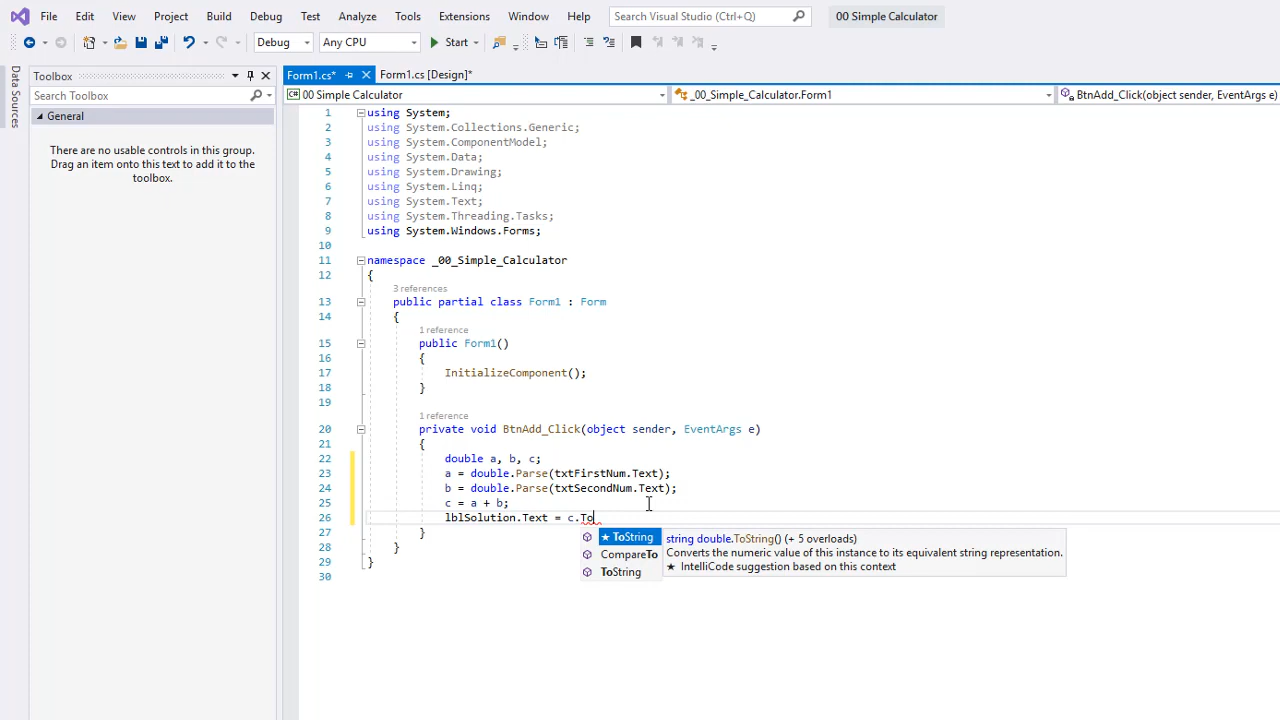 File Edit View Project Build Debug Test Analyze Tools Extensions Window Help Search Visual Studio (Ctrl+Q) 00 Simple Calculator
Debug Any CPU Start
Data Sources
Toolbox
Search Toolbox
General
There are no usable controls in this group.
Drag an item onto this text to add it to the
toolbox.
Form1.cs* Form1.cs [Design]*
00 Simple Calculator _00_Simple_Calculator.Form1 BtnAdd_Click(object sender, EventArgs e)
1 using System;
2 using System.Collections.Generic;
3 using System.ComponentModel;
4 using System.Data;
5 using System.Drawing;
6 using System.Linq;
7 using System.Text;
8 using System.Threading.Tasks;
9 using System.Windows.Forms;
10
11 namespace _00_Simple_Calculator
12 {
3 references
13 public partial class Form1 : Form
14 {
1 reference
15 public Form1()
16 {
17 InitializeComponent();
18 }
19
1 reference
20 private void BtnAdd_Click(object sender, EventArgs e)
21 {
22 double a, b, c;
23 a = double.Parse(txtFirstNum.Text);
24 b = double.Parse(txtSecondNum.Text);
25 c = a + b;
26 lblSolution.Text = c.To
27 }
28 }
29 }
30
★ ToString
CompareTo
ToString
string double.ToString() (+ 5 overloads)
Converts the numeric value of this instance to its equivalent string representation.
★ IntelliCode suggestion based on this context